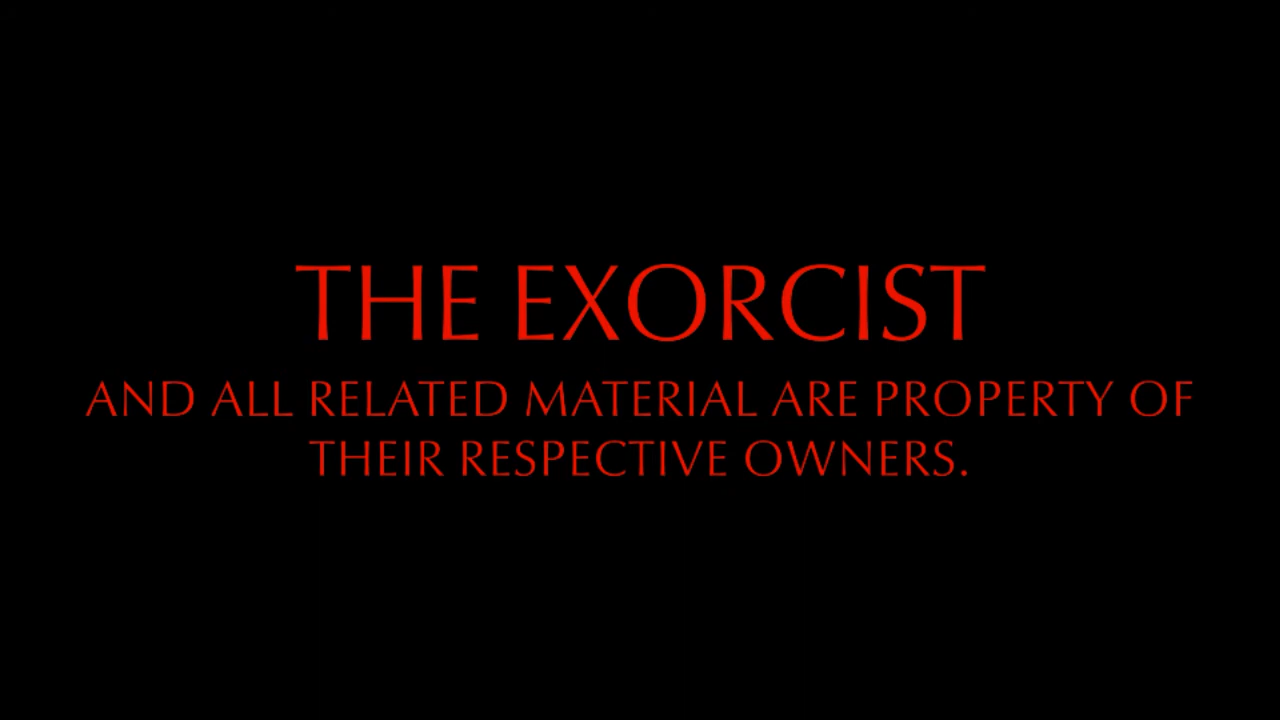 THE EXORCIST
AND ALL RELATED MATERIAL ARE PROPERTY OF
THEIR RESPECTIVE OWNERS.